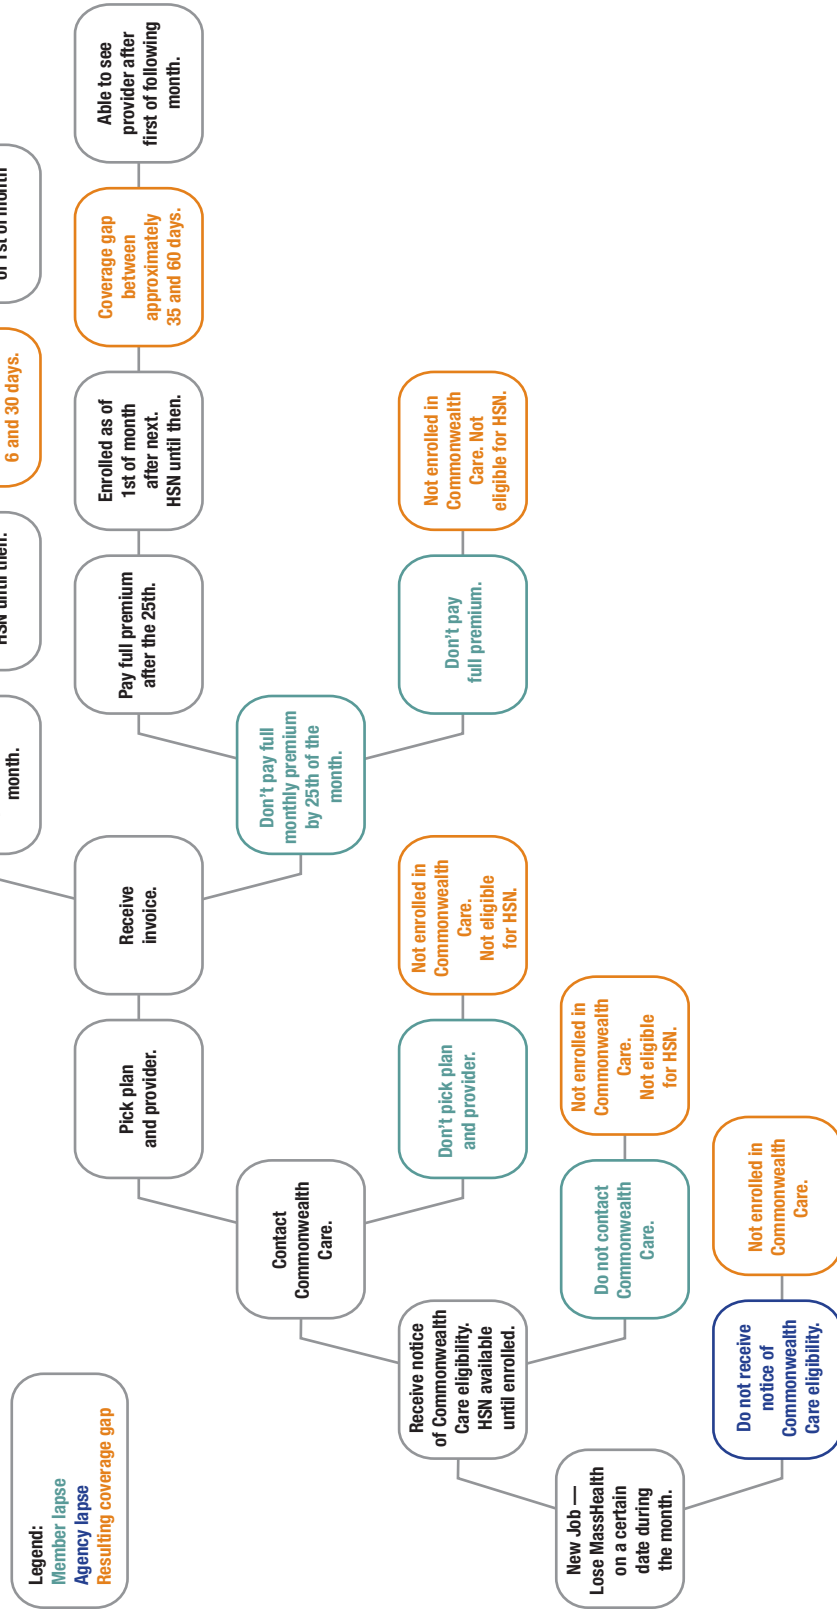 Legend:
Member lapse
Agency lapse
Resulting coverage gap
New Job —
Lose MassHealth
on a certain
date during
the month.
Receive notice
of Commonwealth
Care eligibility.
HSN available
until enrolled.
Do not receive
notice of
Commonwealth
Care eligibility.
Not enrolled in
Commonwealth
Care.
Contact
Commonwealth
Care.
Do not contact
Commonwealth
Care.
Not enrolled in
Commonwealth
Care.
Not eligible
for HSN.
Pick plan
and provider.
Don't pick plan
and provider.
Not enrolled in
Commonwealth
Care.
Not eligible
for HSN.
Receive
invoice.
month.
HSN until then.
6 and 30 days.
of 1st of month
Don't pay full
monthly premium
by 25th of the
month.
Pay full premium
after the 25th.
Enrolled as of
1st of month
after next.
HSN until then.
Coverage gap
between
approximately
35 and 60 days.
Able to see
provider after
first of following
month.
Don't pay
full premium.
Not enrolled in
Commonwealth
Care. Not
eligible for HSN.